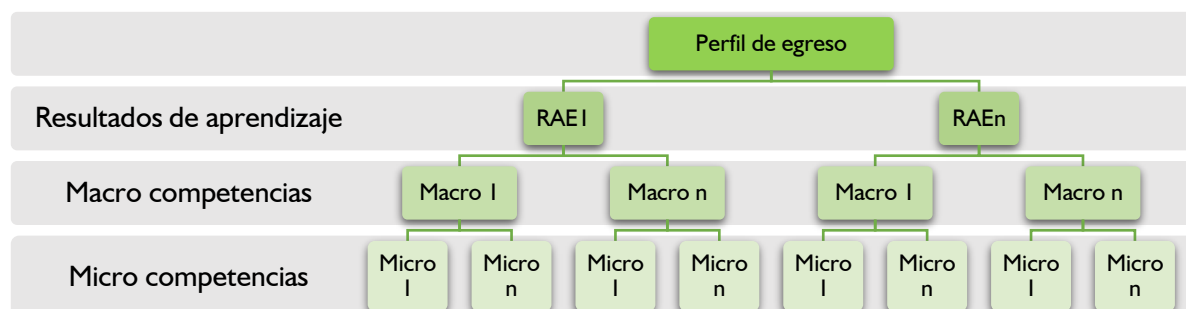 Perfil de egreso
Resultados de aprendizaje
RAE1
RAEn
Macro competencias
Macro 1
Macro n
Macro 1
Macro n
Micro competencias
Micro
1
Micro
n
Micro
1
Micro
n
Micro
1
Micro
n
Micro
1
Micro
n